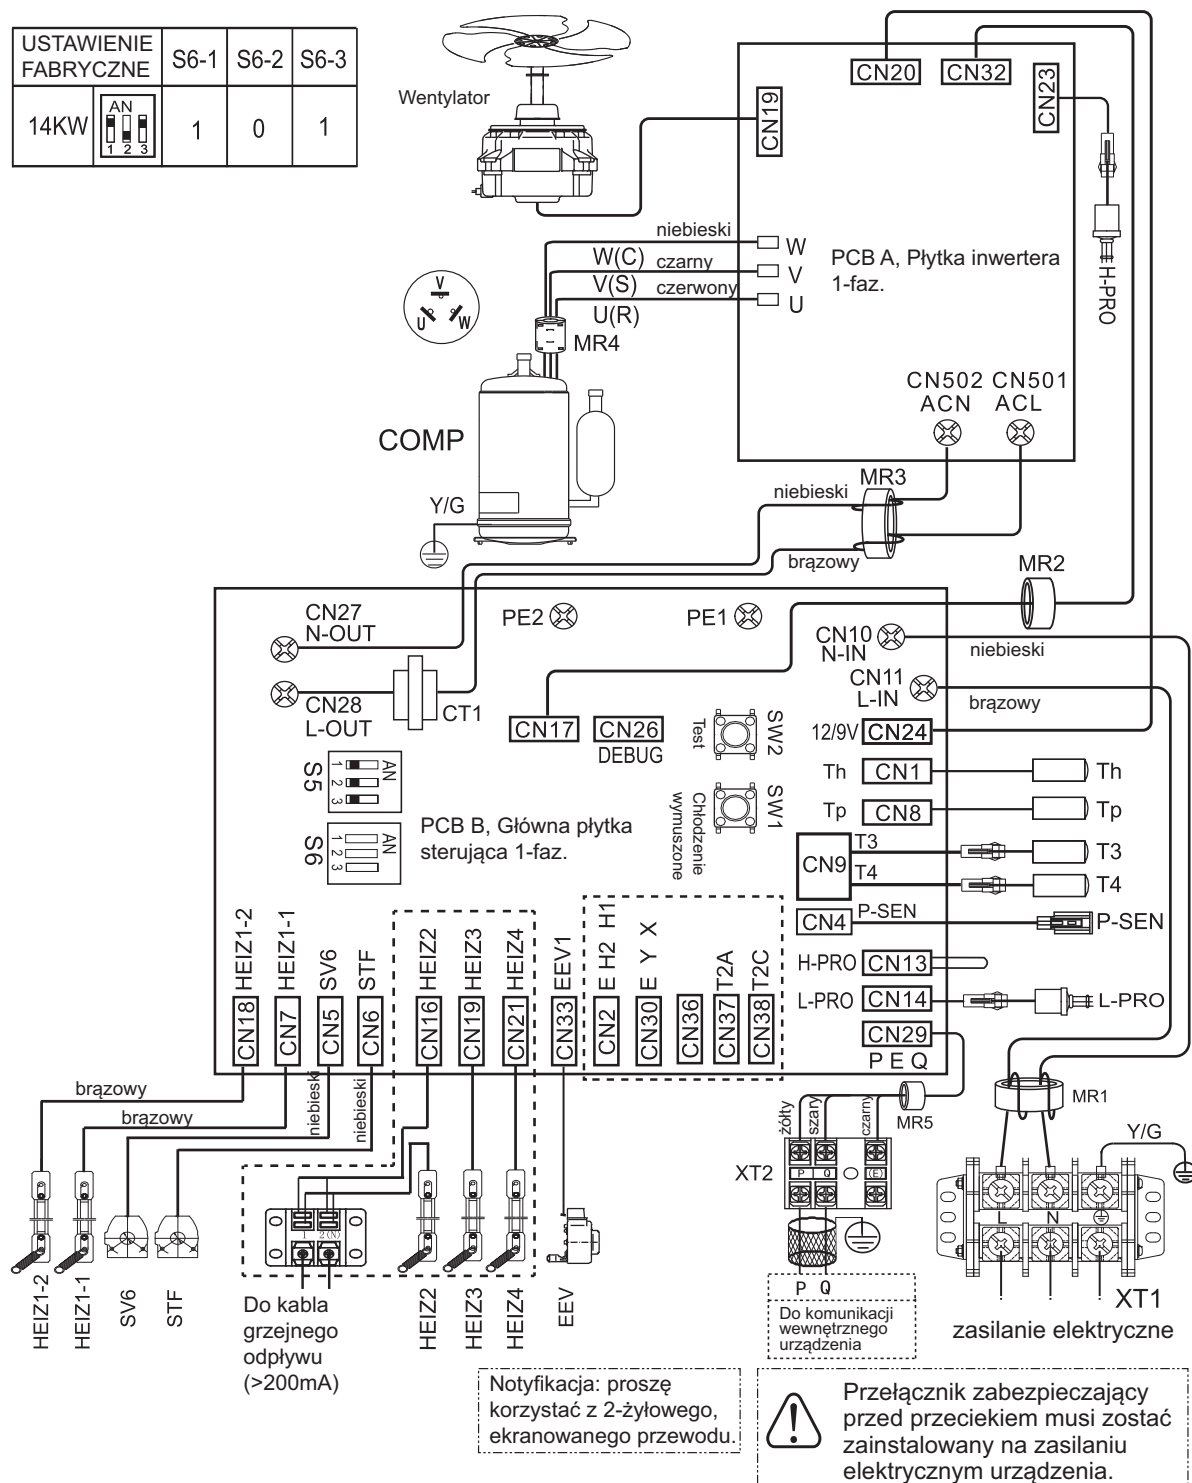 USTAWIENIE
FABRYCZNE
S6-1
S6-2
S6-3
14KW
AN
1 2 3
1
0
1
Wentylator
CN20
CN32
CN19
CN23
H-PRO
niebieski
W
W(C) czarny
V
V(S) czerwony
U
U(R)
MR4
V
U
W
PCB A, Płytka inwertera
1-faz.
CN502
ACN
CN501
ACL
COMP
MR3
niebieski
Y/G
brązowy
MR2
CN27
N-OUT
PE2
PE1
CN10
N-IN
niebieski
CN11
L-IN
brązowy
CN28
L-OUT
CT1
CN17
CN26
DEBUG
Test
SW2
12/9V
CN24
S5
AN
1 2 3
S6
AN
1 2 3
Chłodzenie
wymuszone
SW1
PCB B, Główna płytka
sterująca 1-faz.
Th
CN1
Th
Tp
CN8
Tp
CN9
T3
T3
T4
T4
CN4
P-SEN
P-SEN
H-PRO
CN13
L-PRO
CN14
L-PRO
CN29
P E Q
HEIZ1-2
HEIZ1-1
SV6
STF
HEIZ2
HEIZ3
HEIZ4
EEV1
E H2 H1
E Y X
T2A
T2C
CN18
CN7
CN5
CN6
CN16
CN19
CN21
CN33
CN2
CN30
CN36
CN37
CN38
brązowy
brązowy
niebieski
niebieski
żółty
szary
czarny
MR5
MR1
Y/G
XT2
P
Q
(E)
L
N
1
2(N)
P Q
XT1
zasilanie elektryczne
HEIZ1-2
HEIZ1-1
SV6
STF
Do kabla
grzejnego
odpływu
(>200mA)
HEIZ2
HEIZ3
HEIZ4
EEV
Do komunikacji
wewnętrznego
urządzenia
Notyfikacja: proszę
korzystać z 2-żyłowego,
ekranowanego przewodu.
Przełącznik zabezpieczający
przed przeciekiem musi zostać
zainstalowany na zasilaniu
elektrycznym urządzenia.